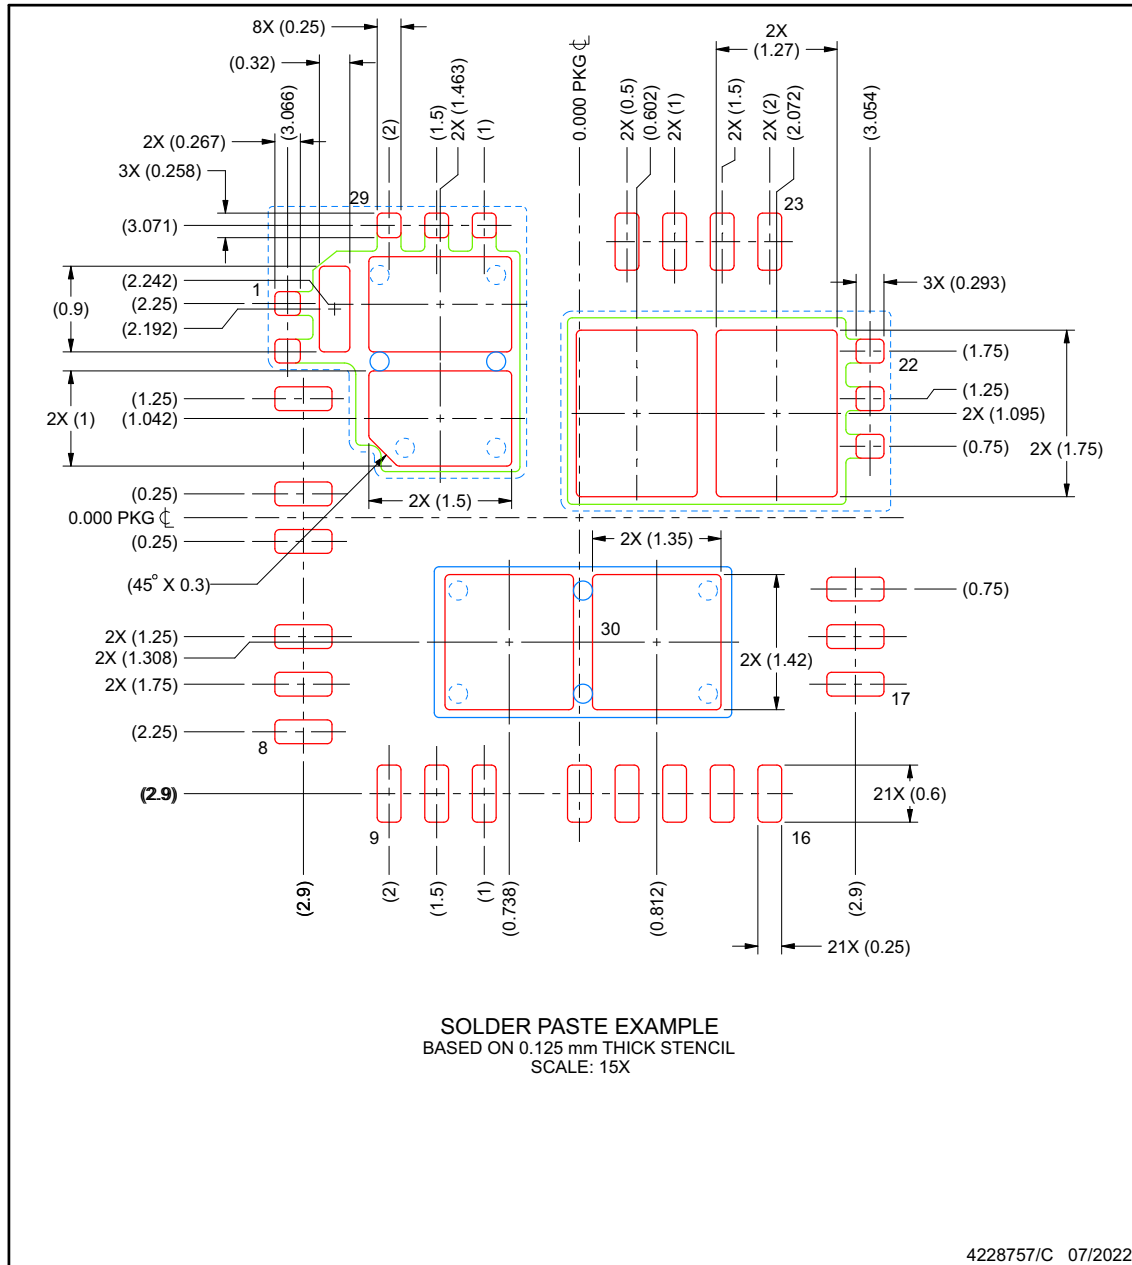 8X (0.25)
2X
(1.27)
(0.32)
(3.066)
(2)
(1.5)
2X (1.463)
(1)
0.000 PKG ℄
2X (0.5)
(0.602)
2X (1)
2X (1.5)
2X (2)
(2.072)
(3.054)
2X (0.267)
3X (0.258)
29
23
(3.071)
(2.242)
1
3X (0.293)
(2.25)
(0.9)
(2.192)
(1.75)
22
(1.25)
(1.25)
2X (1)
(1.042)
2X (1.095)
(0.75)
2X (1.75)
(0.25)
2X (1.5)
0.000 PKG ℄
(0.25)
2X (1.35)
(45° X 0.3)
(0.75)
2X (1.25)
30
2X (1.308)
2X (1.42)
2X (1.75)
17
(2.25)
8
(2.9)
21X (0.6)
9
16
(2.9)
(2)
(1.5)
(1)
(0.738)
(0.812)
(2.9)
21X (0.25)
SOLDER PASTE EXAMPLE
BASED ON 0.125 mm THICK STENCIL
SCALE: 15X
4228757/C 07/2022